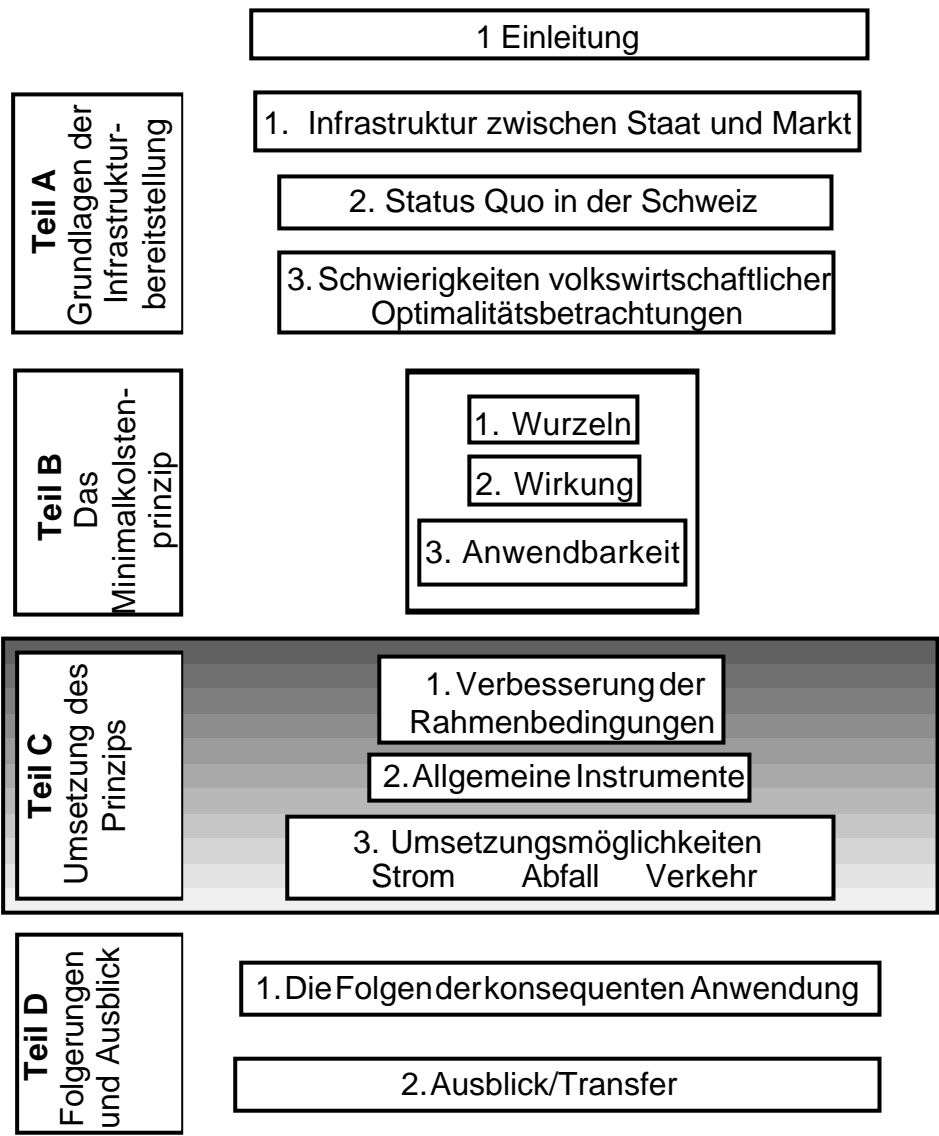 1 Einleitung
Teil A
Grundlagen der
Infrastruktur-
bereitstellung
1. Infrastruktur zwischen Staat und Markt
2. Status Quo in der Schweiz
3. Schwierigkeiten volkswirtschaftlicher
Optimalitätsbetrachtungen
Teil B
Das
Minimalkolsten-
prinzip
1. Wurzeln
2. Wirkung
3. Anwendbarkeit
Teil C
Umsetzung des
Prinzips
1. Verbesserung der
Rahmenbedingungen
2. Allgemeine Instrumente
3. Umsetzungsmöglichkeiten
Strom Abfall Verkehr
Teil D
Folgerungen
und Ausblick
1. Die Folgen der konsequenten Anwendung
2. Ausblick/Transfer